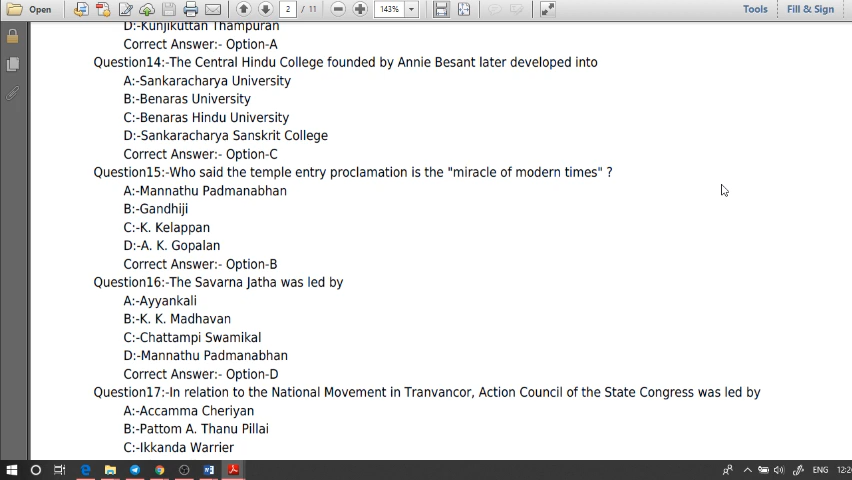 Open
2 / 11
143%
Tools
Fill & Sign
D:-Kunjikuttan Thampuran
Correct Answer:- Option-A
Question14:-The Central Hindu College founded by Annie Besant later developed into
A:-Sankaracharya University
B:-Benaras University
C:-Benaras Hindu University
D:-Sankaracharya Sanskrit College
Correct Answer:- Option-C
Question15:-Who said the temple entry proclamation is the "miracle of modern times" ?
A:-Mannathu Padmanabhan
B:-Gandhiji
C:-K. Kelappan
D:-A. K. Gopalan
Correct Answer:- Option-B
Question16:-The Savarna Jatha was led by
A:-Ayyankali
B:-K. K. Madhavan
C:-Chattampi Swamikal
D:-Mannathu Padmanabhan
Correct Answer:- Option-D
Question17:-In relation to the National Movement in Tranvancor, Action Council of the State Congress was led by
A:-Accamma Cheriyan
B:-Pattom A. Thanu Pillai
C:-Ikkanda Warrier
ENG